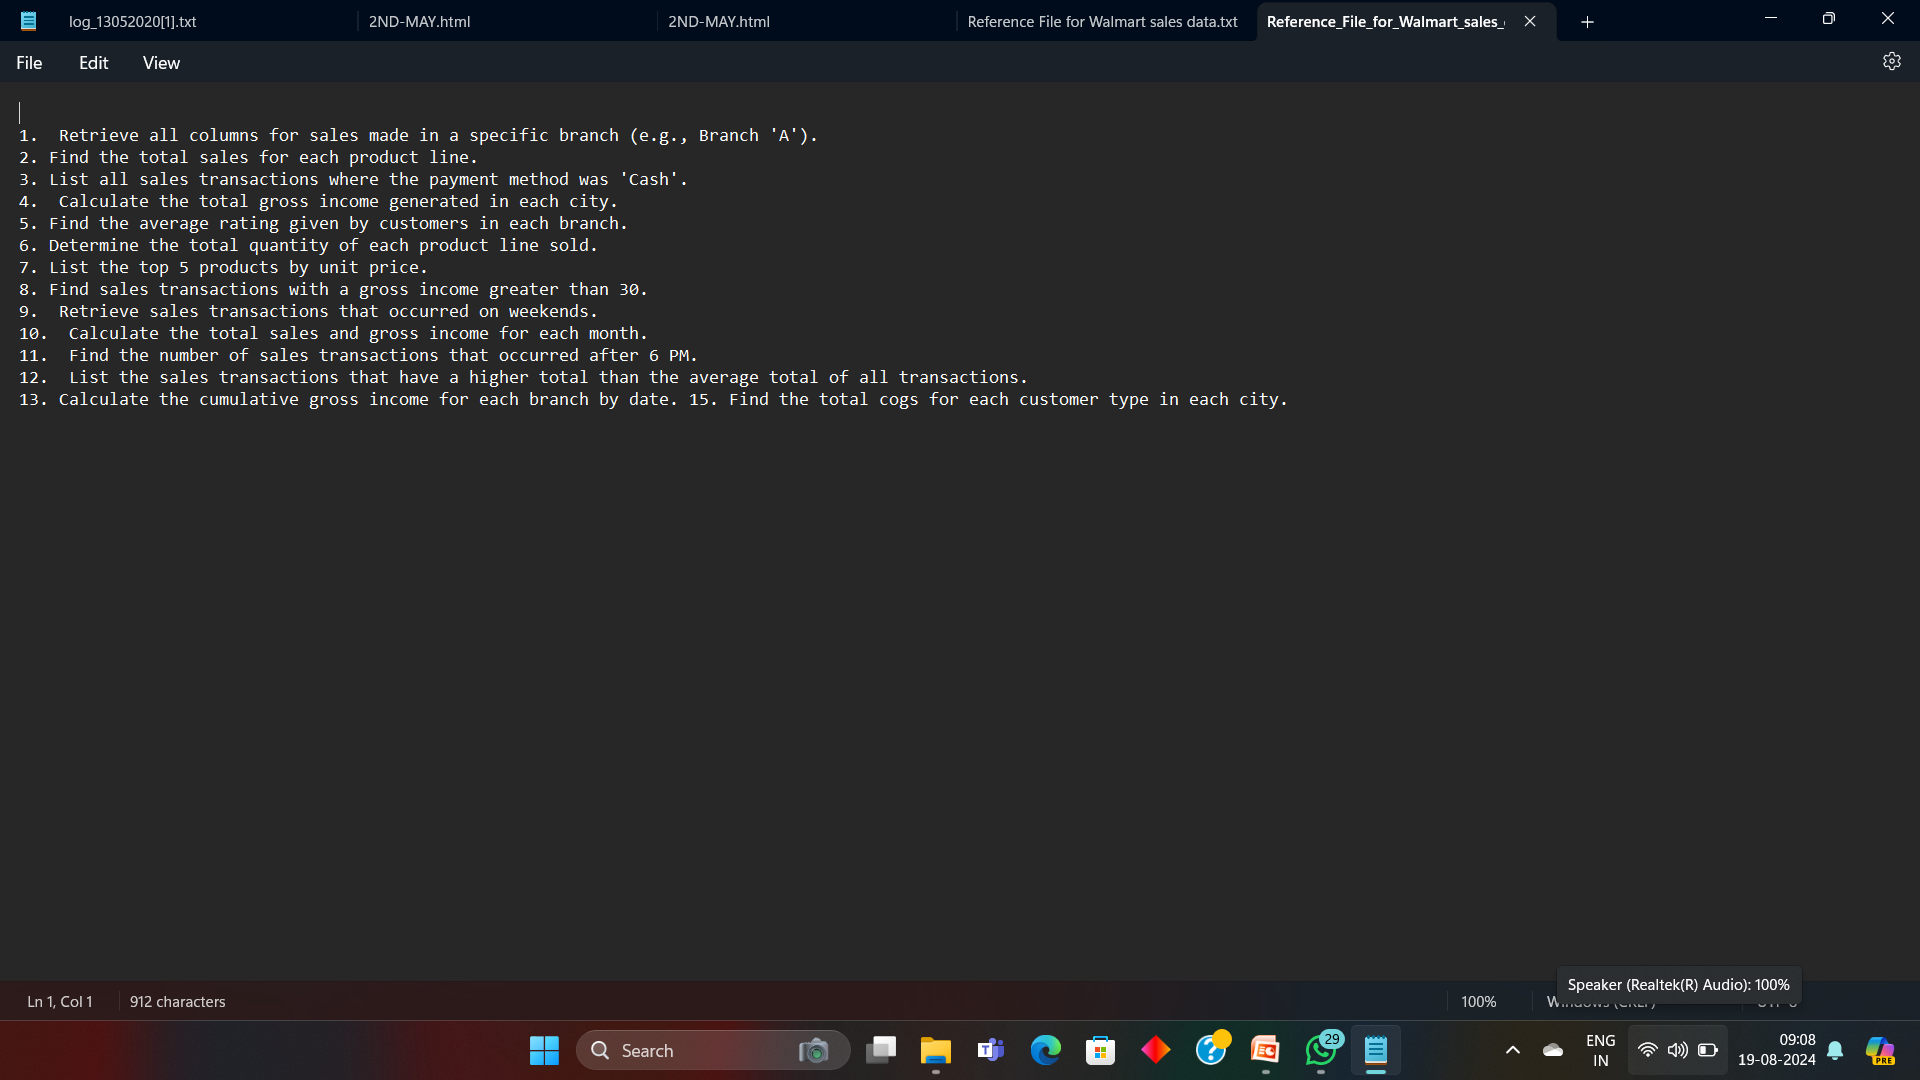 log_13052020[1].txt
2ND-MAY.html
2ND-MAY.html
Reference File for Walmart sales data.txt
Reference_File_for_Walmart_sales_
File Edit View
1. Retrieve all columns for sales made in a specific branch (e.g., Branch 'A').
2. Find the total sales for each product line.
3. List all sales transactions where the payment method was 'Cash'.
4. Calculate the total gross income generated in each city.
5. Find the average rating given by customers in each branch.
6. Determine the total quantity of each product line sold.
7. List the top 5 products by unit price.
8. Find sales transactions with a gross income greater than 30.
9. Retrieve sales transactions that occurred on weekends.
10. Calculate the total sales and gross income for each month.
11. Find the number of sales transactions that occurred after 6 PM.
12. List the sales transactions that have a higher total than the average total of all transactions.
13. Calculate the cumulative gross income for each branch by date. 15. Find the total cogs for each customer type in each city.
Speaker (Realtek(R) Audio): 100%
Ln 1, Col 1 912 characters 100%
Search
29
ENG
IN
09:08
19-08-2024
PRE